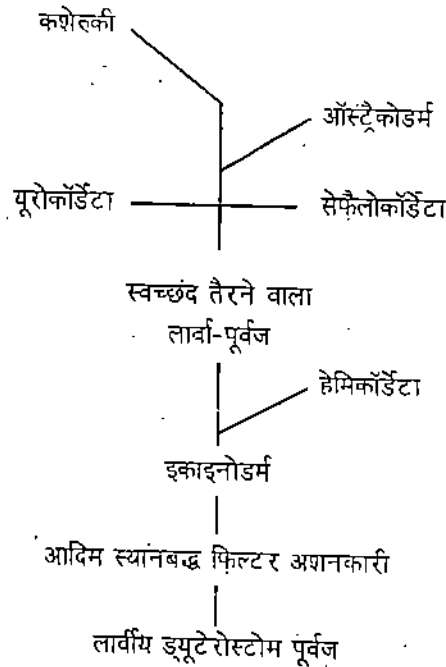 कशेरुकी
ऑस्ट्रैकोडर्म
यूरोकॉर्डेटा
सेफ़ैलोकॉर्डेटा
स्वच्छंद तैरने वाला
लार्वा-पूर्वज
हेमिकॉर्डेटा
इकाइनोडर्म
आदिम स्थानबद्ध फ़िल्टर अशनकारी
लार्वीय ड्यूटेरोस्टोम पूर्वज